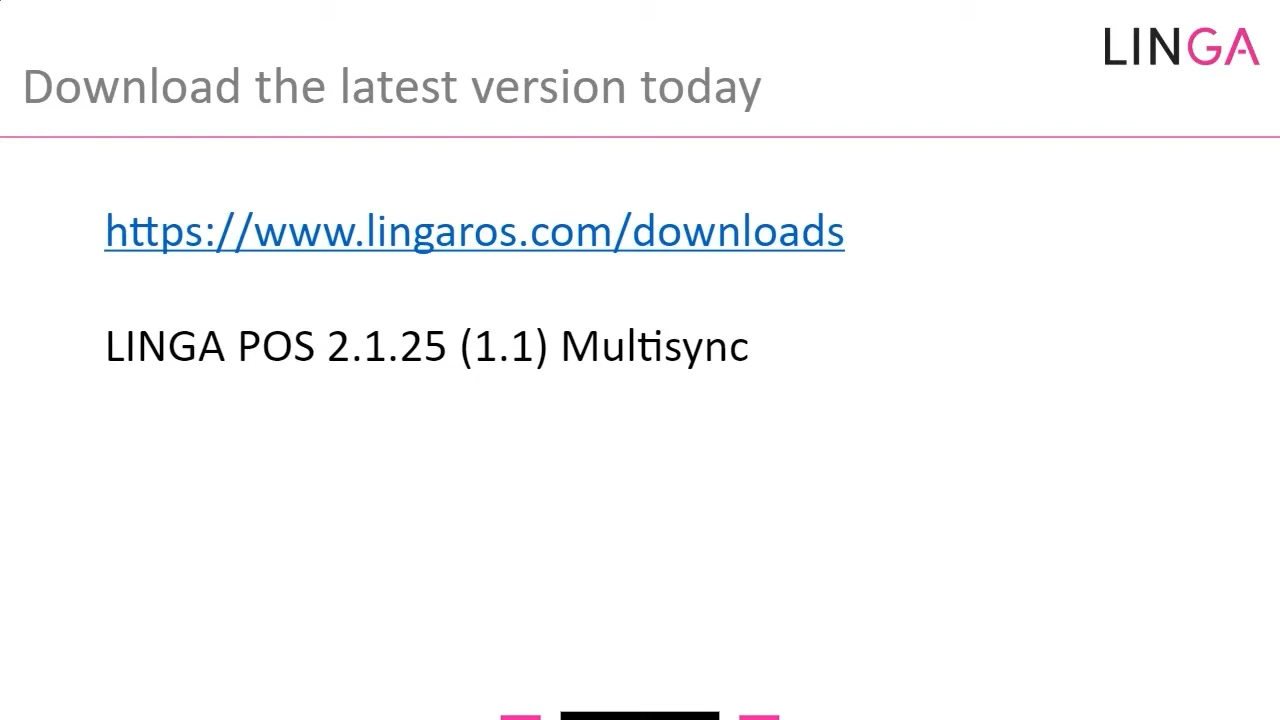 LINGA
Download the latest version today
https://www.lingaros.com/downloads
LINGA POS 2.1.25 (1.1) Multisync